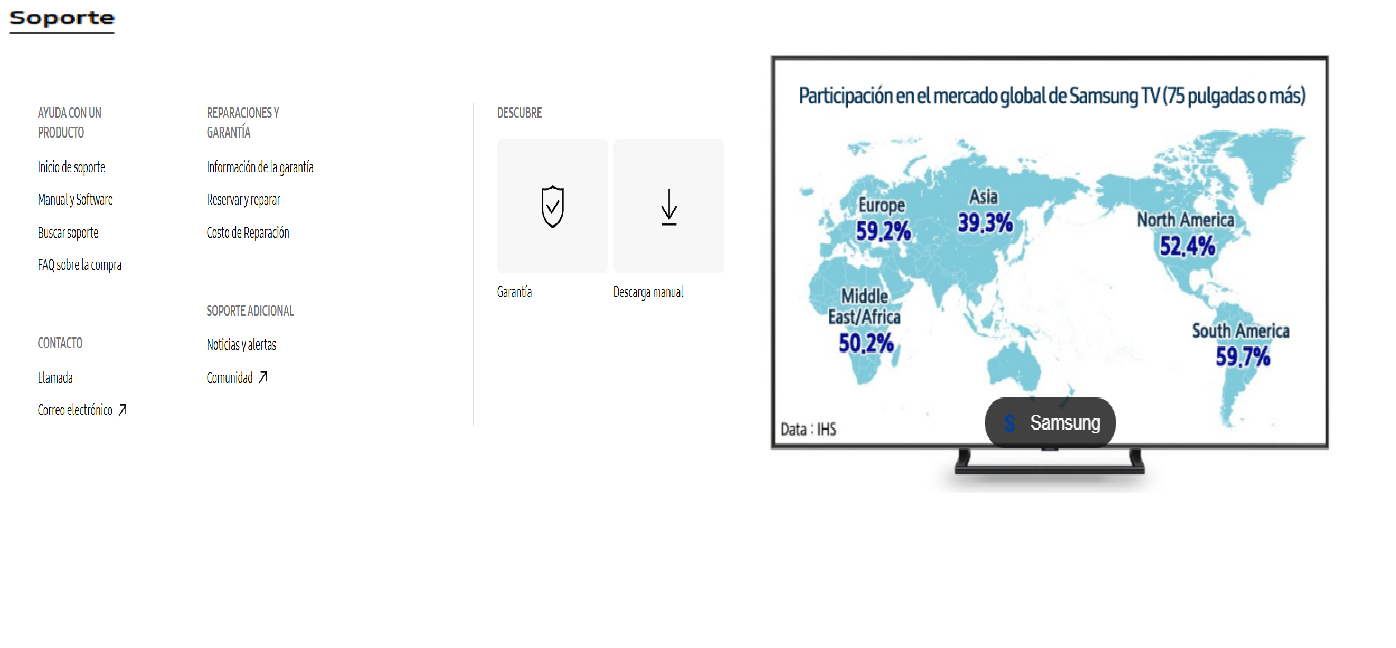 Soporte
AYUDA CON UN
PRODUCTO
Inicio de soporte
Manual y Software
Buscar soporte
FAQ sobre la compra
CONTACTO
Llamada
Correo electrónico
REPARACIONES Y
GARANTÍA
Información de la garantía
Reservar y reparar
Costo de Reparación
SOPORTE ADICIONAL
Noticias y alertas
Comunidad
DESCUBRE
Garantía
Descarga manual
Participación en el mercado global de Samsung TV (75 pulgadas o más)
Europe
59.2%
Asia
39.3%
North America
52.4%
Middle
East/Africa
50.2%
South America
59.7%
Data : IHS
S Samsung